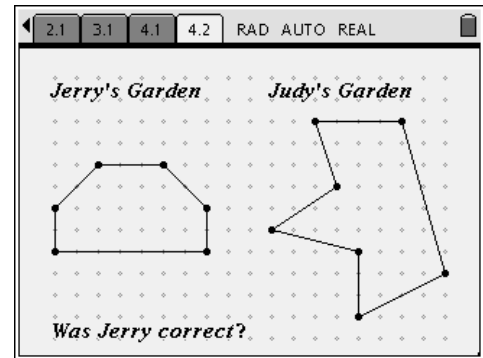 2.1 3.1 4.1 4.2 RAD AUTO REAL
Jerry's Garden Judy's Garden
Was Jerry correct?